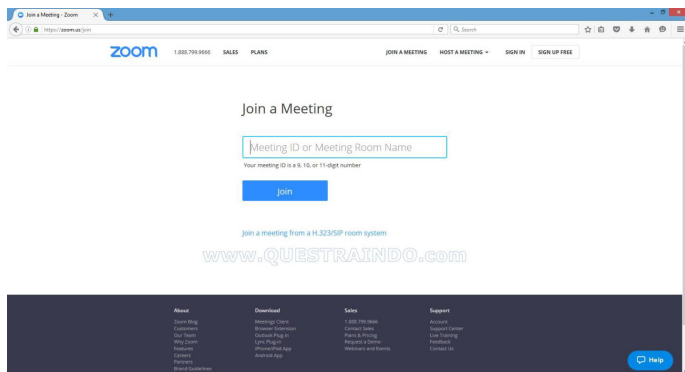 Join a Meeting - Zoom
https://zoom.us/join
Search
zoom
1.888.799.9666 SALES PLANS
JOIN A MEETING HOST A MEETING SIGN IN SIGN UP FREE
Join a Meeting
Meeting ID or Meeting Room Name
Your meeting ID is a 9, 10, or 11-digit number
Join
Join a meeting from a H.323/SIP room system
www.QUESTRAINDO.com
About
Zoom Blog
Customers
Our Team
Why Zoom
Features
Careers
Partners
Brand Guidelines
Download
Meetings Client
Browser Extension
Outlook Plug-in
Lync Plug-in
iPhone/iPad App
Android App
Sales
1.888.799.9666
Contact Sales
Plans & Pricing
Request a Demo
Webinars and Events
Support
Account
Support Center
Live Training
Feedback
Contact Us
Help